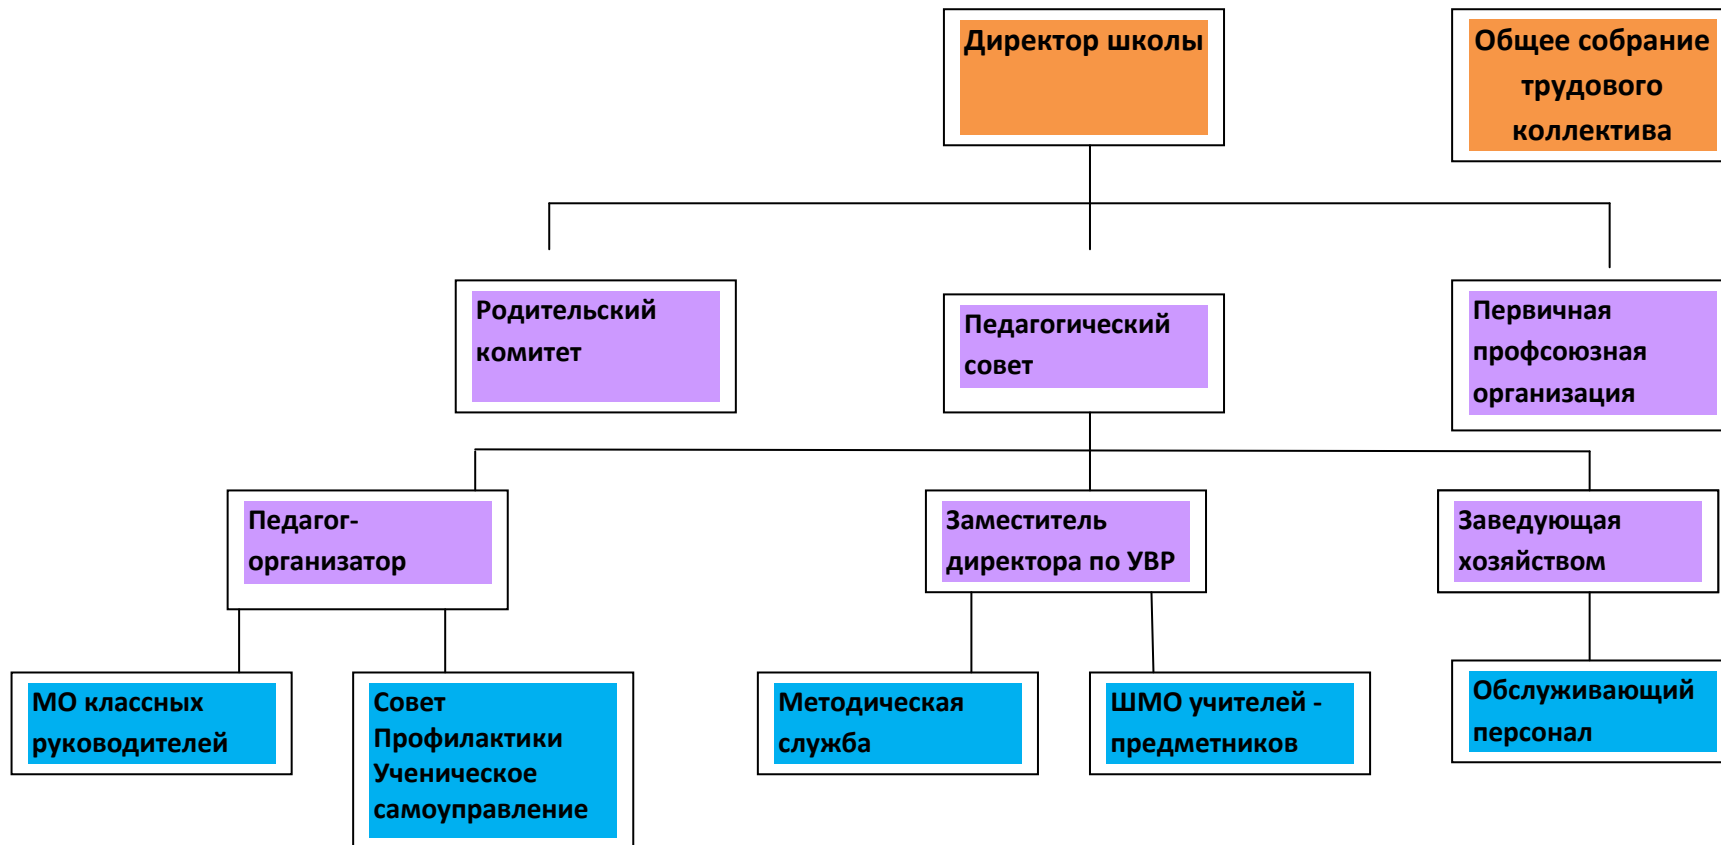 Директор школы
Общее собрание
трудового
коллектива
Родительский
комитет
Педагогический
совет
Первичная
профсоюзная
организация
Педагог-
организатор
Заместитель
директора по УВР
Заведующая
хозяйством
МО классных
руководителей
Совет
Профилактики
Ученическое
самоуправление
Методическая
служба
ШМО учителей -
предметников
Обслуживающий
персонал